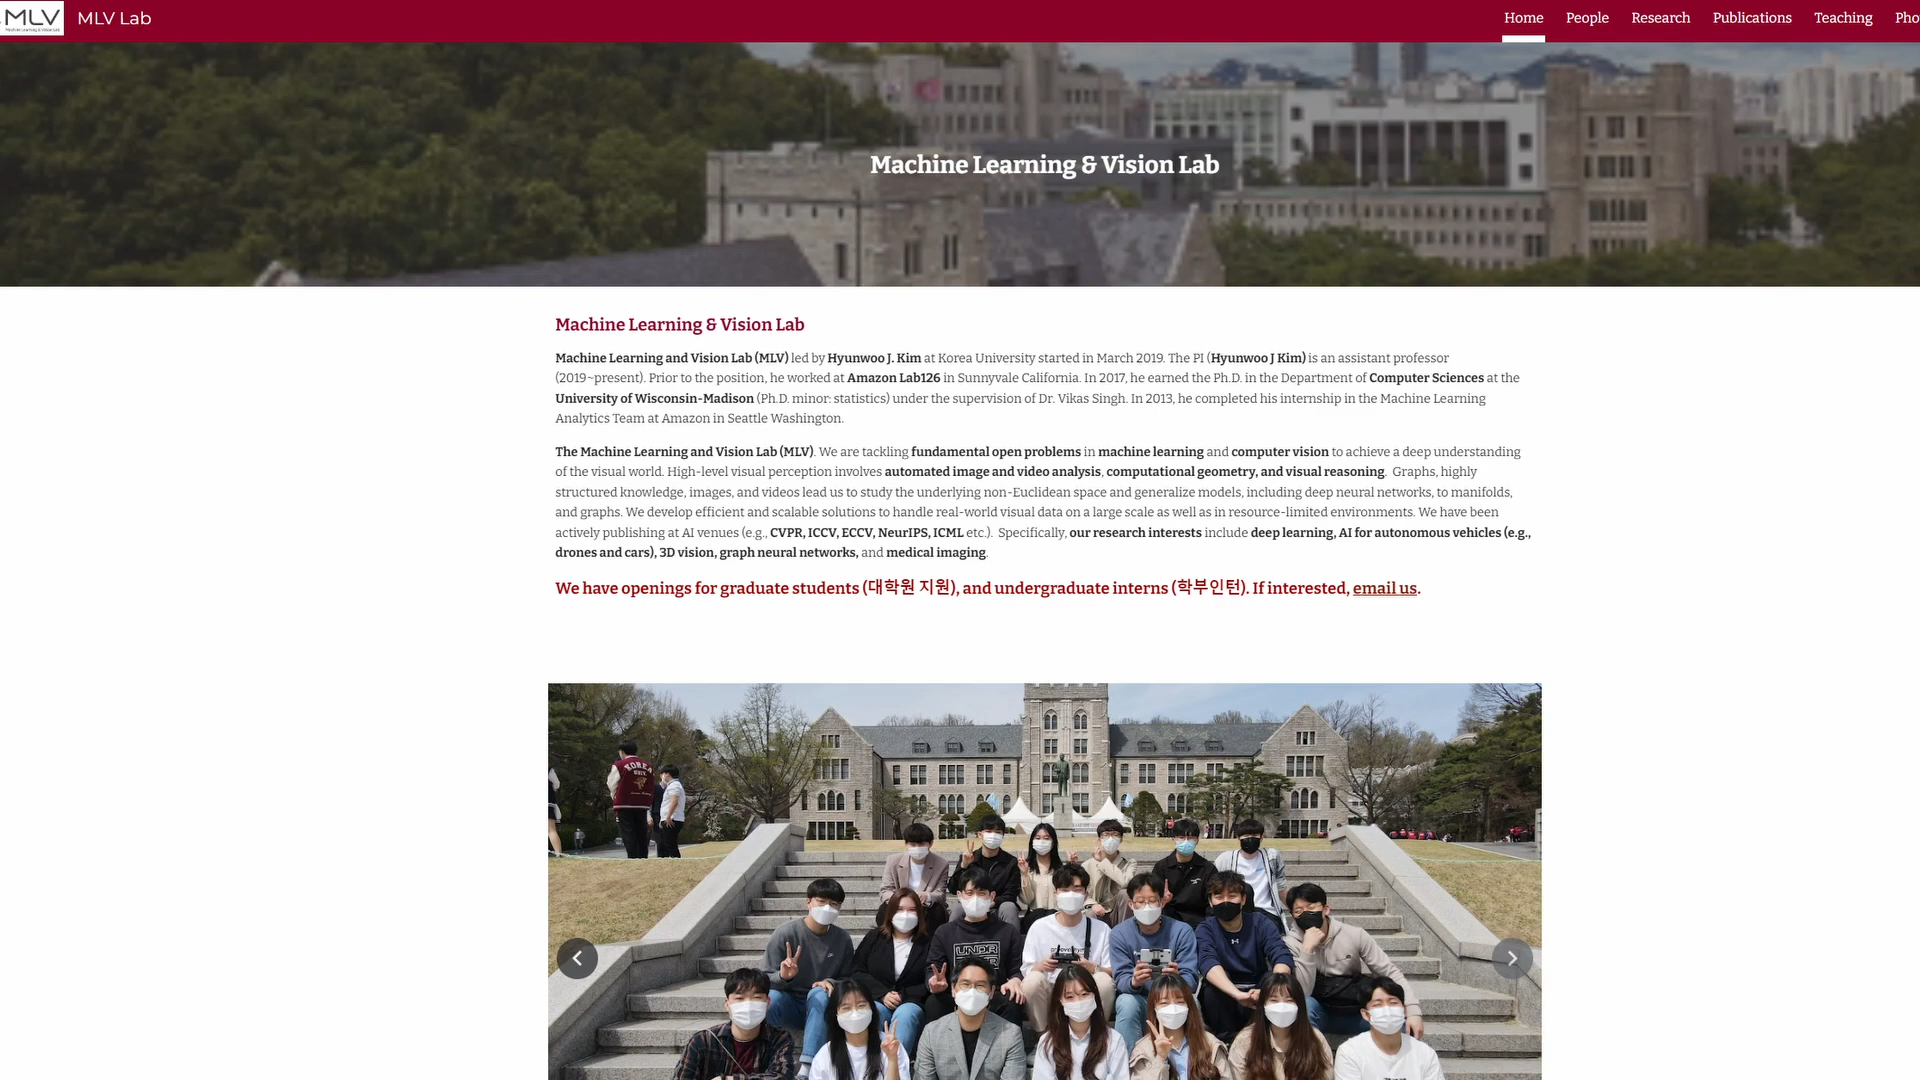 MLV
Machine Learning & Vision Lab
MLV Lab
Home
People
Research
Publications
Teaching
Pho
Machine Learning & Vision Lab
Machine Learning & Vision Lab
Machine Learning and Vision Lab (MLV) led by Hyunwoo J. Kim at Korea University started in March 2019. The PI (Hyunwoo J Kim) is an assistant professor
(2019~present). Prior to the position, he worked at Amazon Lab126 in Sunnyvale California. In 2017, he earned the Ph.D. in the Department of Computer Sciences at the
University of Wisconsin-Madison (Ph.D. minor: statistics) under the supervision of Dr. Vikas Singh. In 2013, he completed his internship in the Machine Learning
Analytics Team at Amazon in Seattle Washington.
The Machine Learning and Vision Lab (MLV). We are tackling fundamental open problems in machine learning and computer vision to achieve a deep understanding
of the visual world. High-level visual perception involves automated image and video analysis, computational geometry, and visual reasoning.  Graphs, highly
structured knowledge, images, and videos lead us to study the underlying non-Euclidean space and generalize models, including deep neural networks, to manifolds,
and graphs. We develop efficient and scalable solutions to handle real-world visual data on a large scale as well as in resource-limited environments. We have been
actively publishing at AI venues (e.g., CVPR, ICCV, ECCV, NeurIPS, ICML etc.).  Specifically, our research interests include deep learning, AI for autonomous vehicles (e.g.,
drones and cars), 3D vision, graph neural networks, and medical imaging.
We have openings for graduate students (대학원 지원), and undergraduate interns (학부인턴). If interested, email us.
KOREA
UNIV.
UNDR